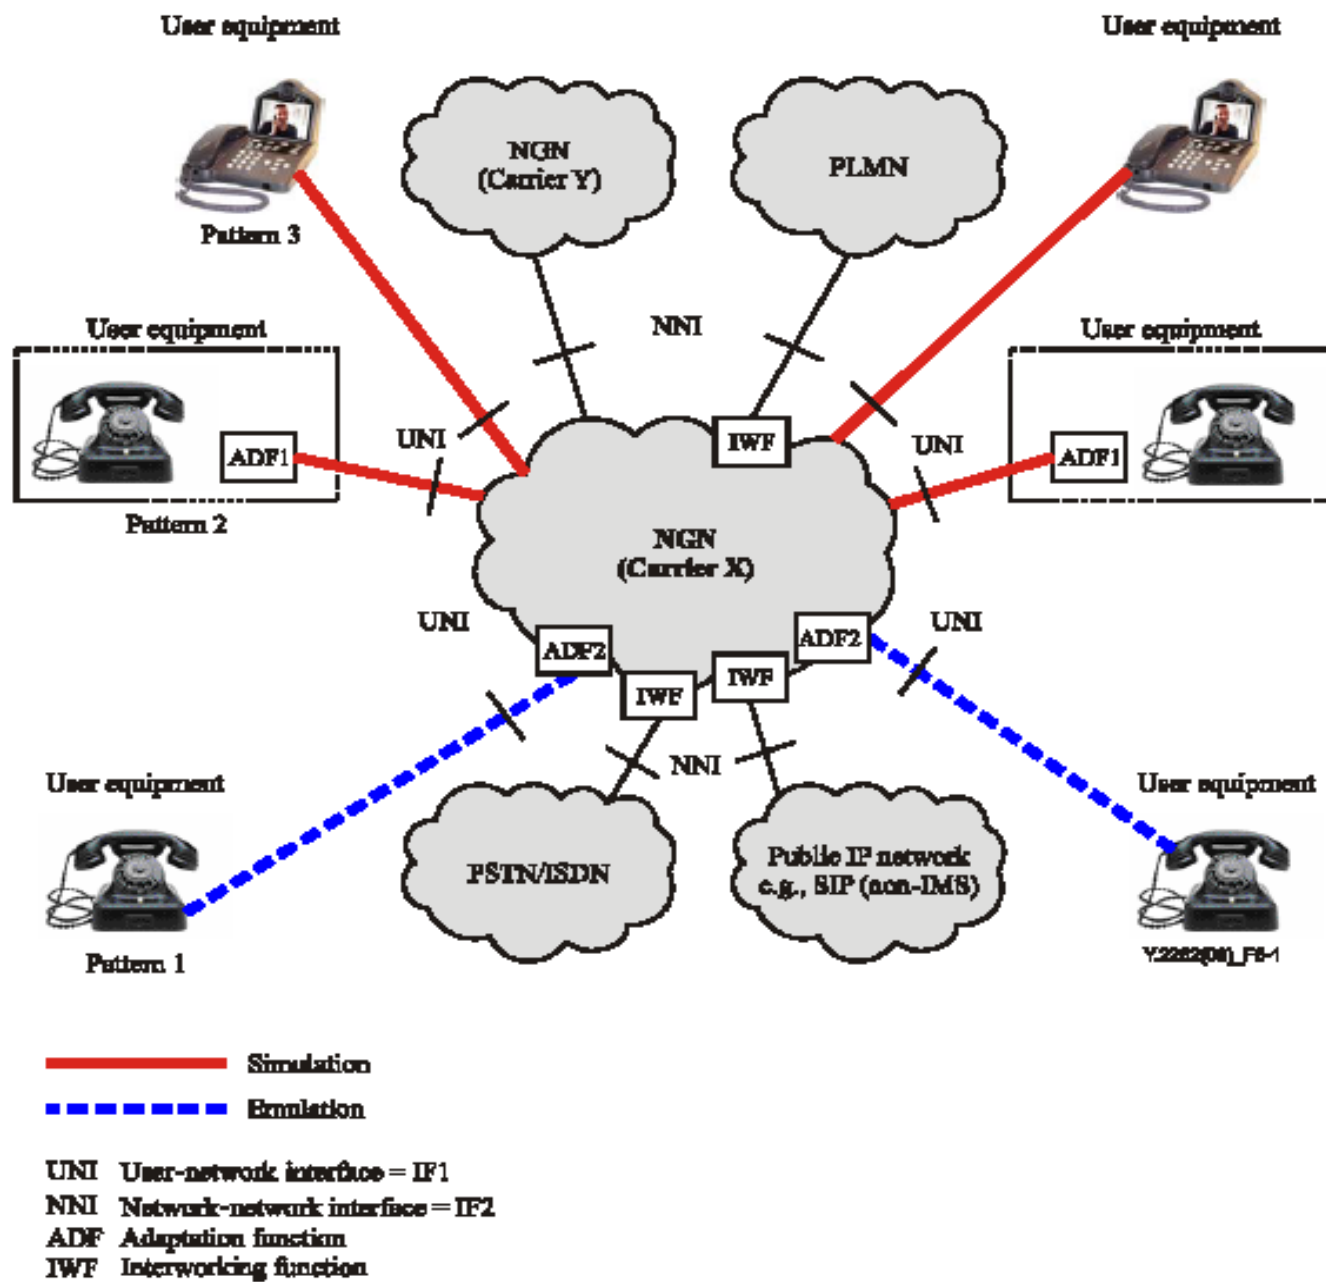 User equipment
User equipment
NGN
(Carrier Y)
PLMN
Pattern 3
User equipment
NNI
User equipment
UNI
IWF
UNI
ADF1
ADF1
Pattern 2
NGN
(Carrier X)
UNI
ADF2
ADF2
UNI
IWF
IWF
User equipment
NNI
User equipment
PSTN/ISDN
Public IP network
e.g., SIP (non-IMS)
Pattern 1
Simulation
Emulation
UNI User-network interface = IF1
NNI Network-network interface = IF2
ADF Adaptation function
IWF Interworking function